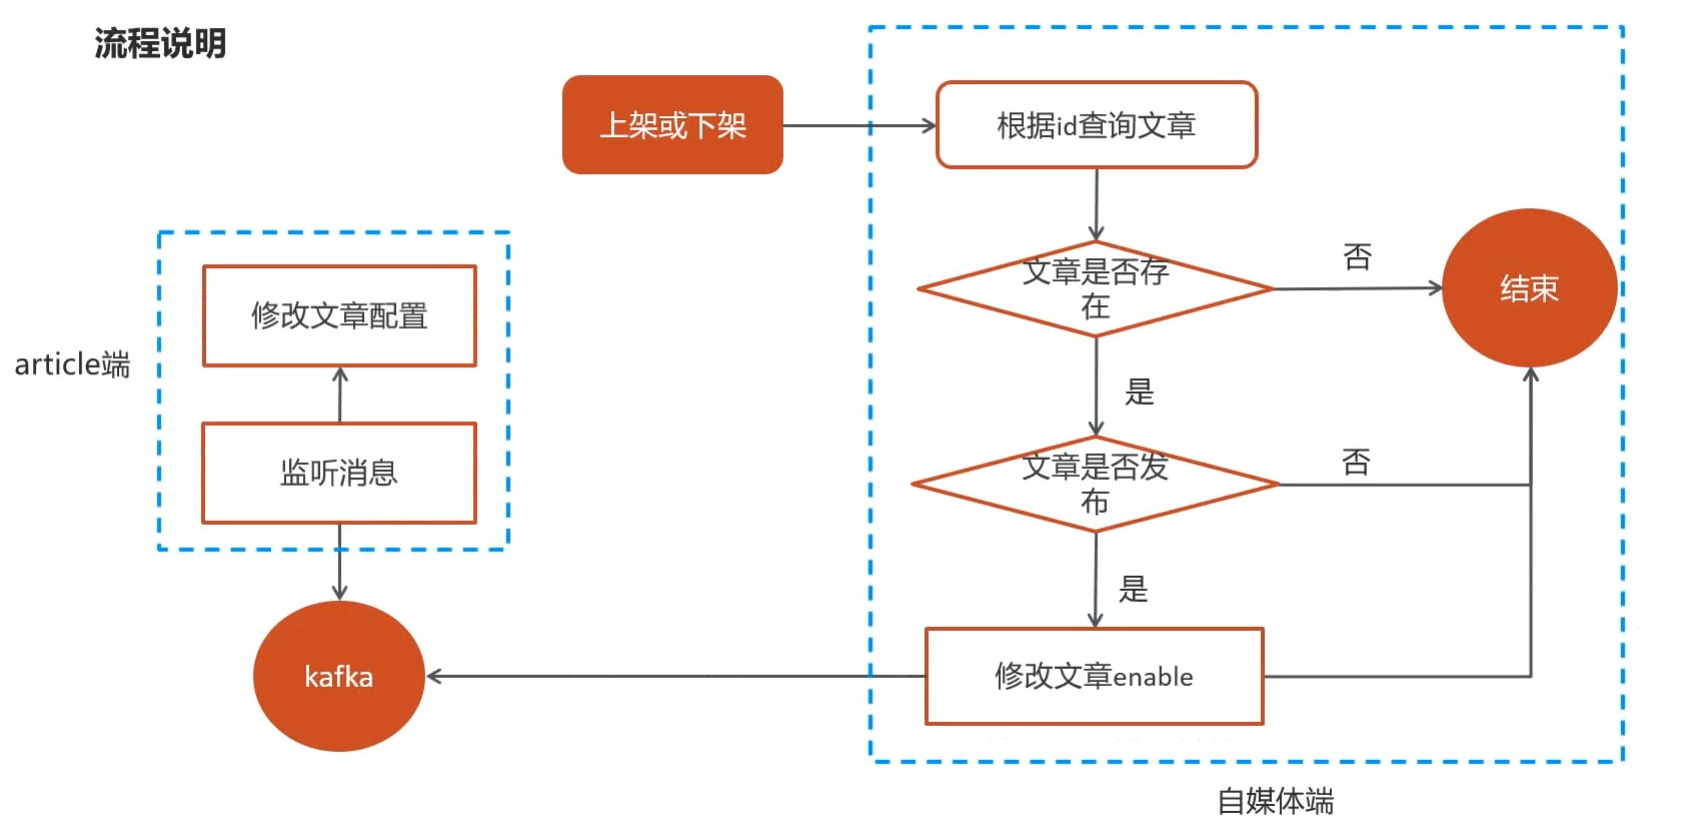 流程说明
上架或下架
根据id查询文章
文章是否存
在
否
结束
是
文章是否发
布
否
是
修改文章enable
自媒体端
article端
修改文章配置
监听消息
kafka